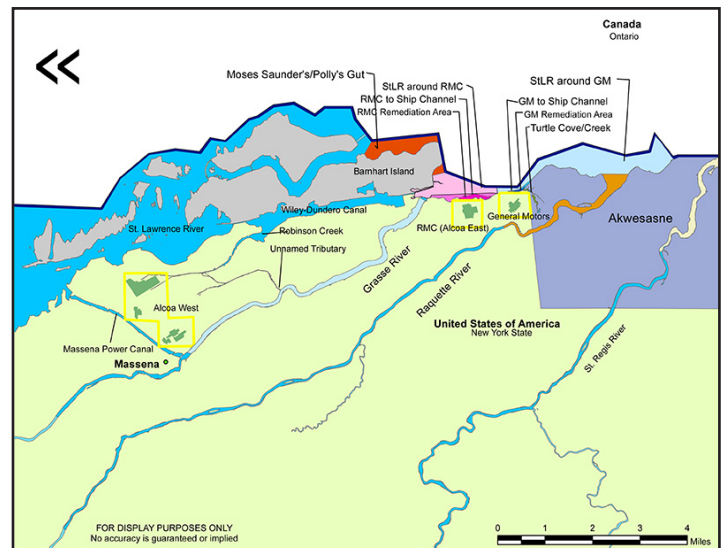 Canada
Ontario
<<
Moses Saunder's/Polly's Gut
StLR around RMC
StLR around GM
RMC to Ship Channel
GM to Ship Channel
RMC Remediation Area
GM Remediation Area
Turtle Cove/Creek
Barnhart Island
Wiley-Dundero Canal
St. Lawrence River
Robinson Creek
Unnamed Tributary
RMC (Alcoa East)
General Motors
Akwesasne
Grasse River
Raquette River
Alcoa West
United States of America
New York State
St. Regis River
Massena Power Canal
Massena
FOR DISPLAY PURPOSES ONLY
No accuracy is guaranteed or implied
0 1 2 3 4
Miles